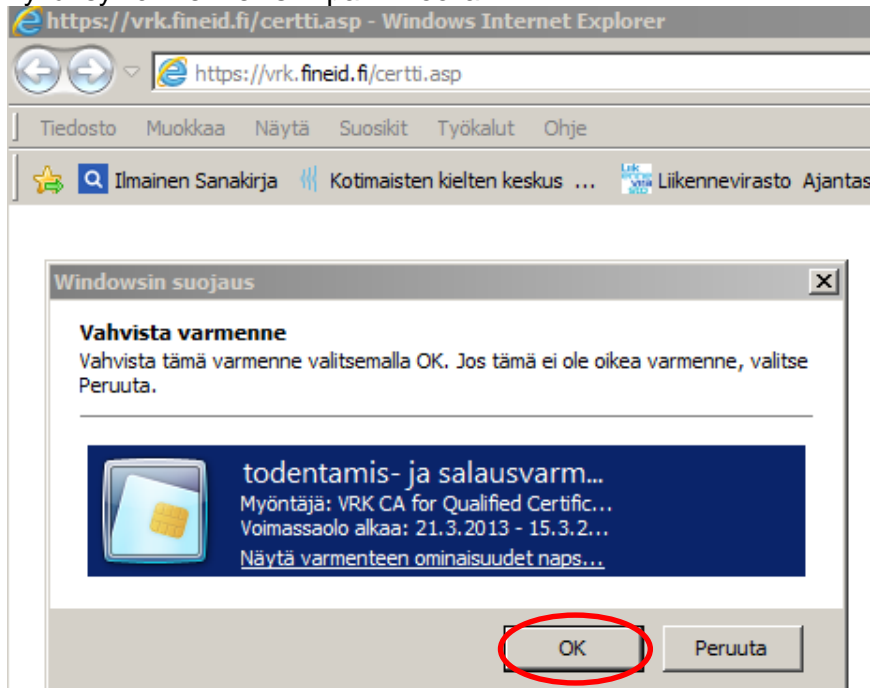 https://vrk.fineid.fi/certti.asp - Windows Internet Explorer
https://vrk.fineid.fi/certti.asp
Tiedosto Muokkaa Näytä Suosikit Työkalut Ohje
Ilmainen Sanakirja Kotimaisten kielten keskus ... Liikennevirasto Ajantas
Windowsin suojaus
Vahvista varmenne
Vahvista tämä varmenne valitsemalla OK. Jos tämä ei ole oikea varmenne, valitse
Peruuta.
todentamis- ja salausvarm...
Myöntäjä: VRK CA for Qualified Certific...
Voimassaolo alkaa: 21.3.2013 - 15.3.2...
Näytä varmenteen ominaisuudet naps...
OK Peruuta